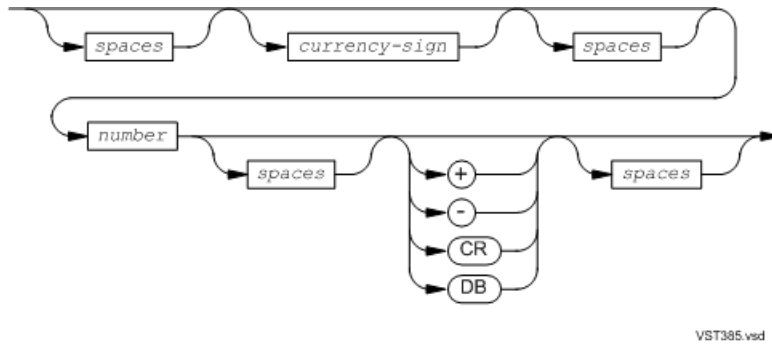 spaces currency-sign spaces
number
spaces + spaces
-
CR
DB
VST385.vsd